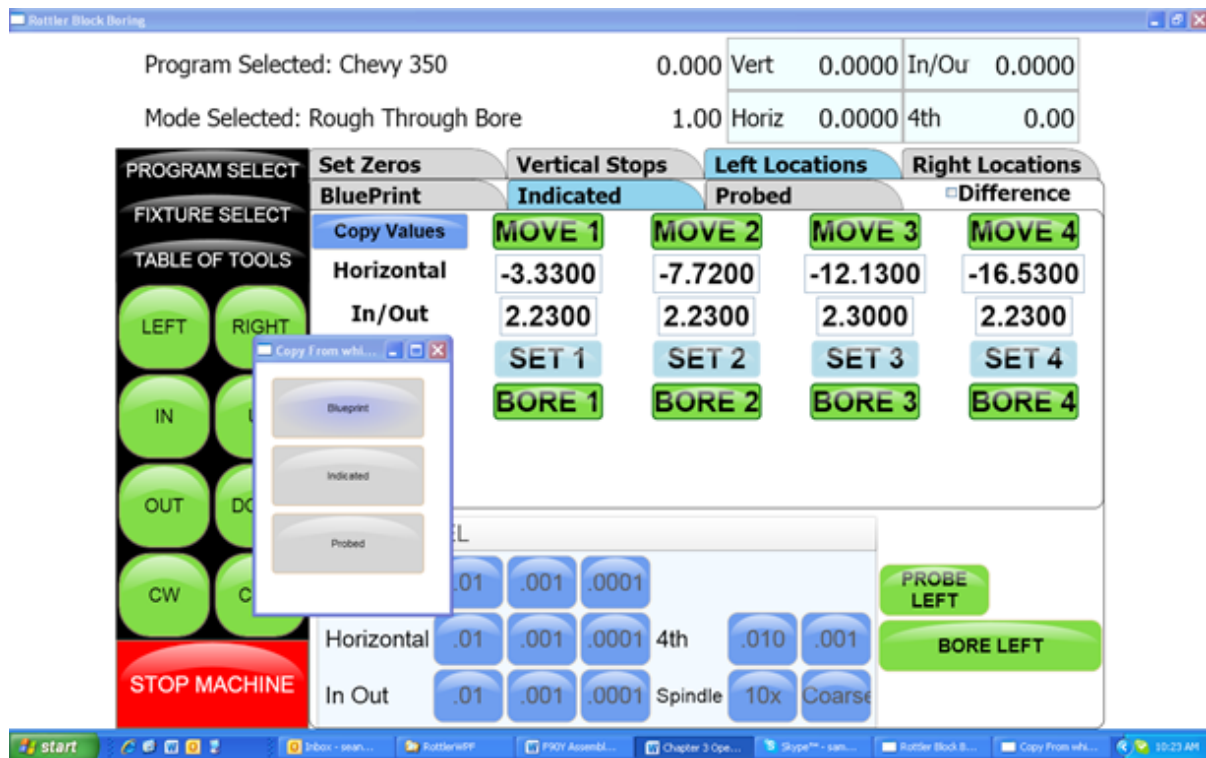 Rottler Block Boring
Program Selected: Chevy 350 0.000 Vert 0.0000 In/Ou 0.0000
Mode Selected: Rough Through Bore 1.00 Horiz 0.0000 4th 0.00
PROGRAM SELECT
FIXTURE SELECT
TABLE OF TOOLS
Set Zeros Vertical Stops Left Locations Right Locations
BluePrint Indicated Probed Difference
Copy Values MOVE 1 MOVE 2 MOVE 3 MOVE 4
Horizontal -3.3300 -7.7200 -12.1300 -16.5300
In/Out 2.2300 2.2300 2.3000 2.2300
SET 1 SET 2 SET 3 SET 4
BORE 1 BORE 2 BORE 3 BORE 4
LEFT RIGHT
IN
OUT
CW
STOP MACHINE
Copy From whi...
Blueprint
Indicated
Probed
.01 .001 .0001
Horizontal .01 .001 .0001 4th .010 .001
In Out .01 .001 .0001 Spindle 10x Coarse
PROBE
LEFT
BORE LEFT
start Inbox - sean... RottlerWPF P90Y Assembl... Chapter 3 Ope... Skype™ - sam... Rottler Block B... Copy From whi... 10:23 AM